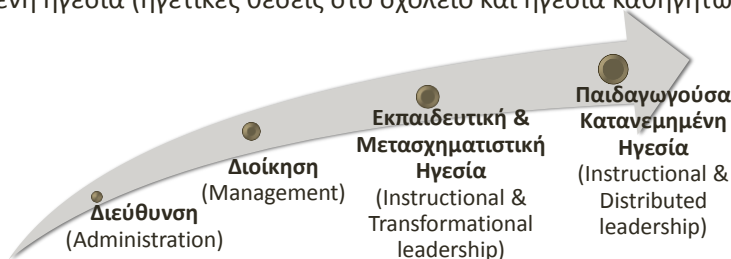 ένη ηγεσία (ηγετικές θέσεις στο σχολείο και ηγεσία καθηγητώ
Διεύθυνση
(Administration)
Διοίκηση
(Management)
Εκπαιδευτική &
Μετασχηματιστική
Ηγεσία
(Instructional &
Transformational
leadership)
Παιδαγωγούσα
Κατανεμημένη
Ηγεσία
(Instructional &
Distributed
leadership)